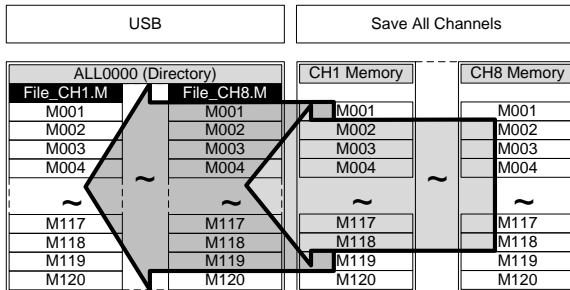 USB Save All Channels
ALL0000 (Directory) CH1 Memory CH8 Memory
File_CH1.M File_CH8.M
M001 M001 M001 M001
M002 M002 M002 M002
M003 M003 M003 M003
M004 M004 M004 M004
~ ~
~ ~ ~ ~
M117 M117 M117 M117
M118 M118 M118 M118
M119 M119 M119 M119
M120 M120 M120 M120